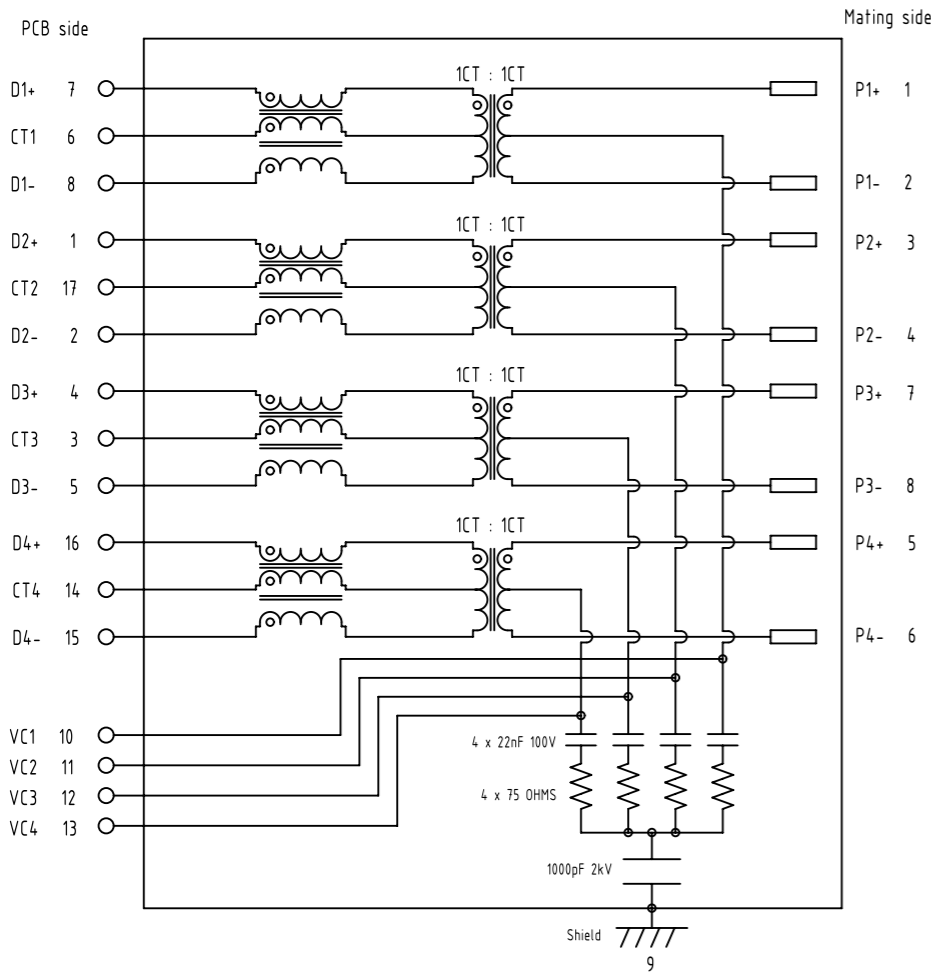 PCB side
Mating side
1CT : 1CT
D1+ 7
P1+ 1
CT1 6
D1- 8
P1- 2
1CT : 1CT
D2+ 1
P2+ 3
CT2 17
D2- 2
P2- 4
1CT : 1CT
D3+ 4
P3+ 7
CT3 3
D3- 5
P3- 8
1CT : 1CT
D4+ 16
P4+ 5
CT4 14
D4- 15
P4- 6
VC1 10
4 x 22nF 100V
VC2 11
VC3 12
4 x 75 OHMS
VC4 13
1000pF 2kV
Shield
9